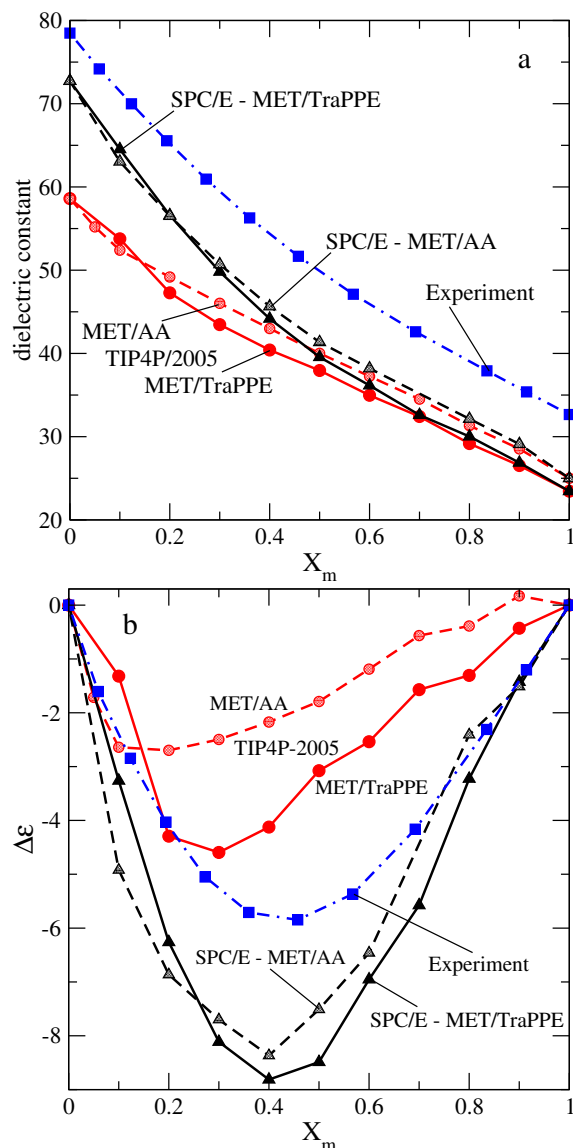 80
a
SPC/E - MET/TraPPE
70
60
SPC/E - MET/AA
50
dielectric constant
Experiment
MET/AA
TIP4P/2005
40
MET/TraPPE
30
20
0 0.2 0.4 0.6 0.8 1
X_m
0
b
-2
MET/AA
TIP4P-2005
MET/TraPPE
-4
Δε
-6
SPC/E - MET/AA
Experiment
SPC/E - MET/TraPPE
-8
0 0.2 0.4 0.6 0.8 1
X_m